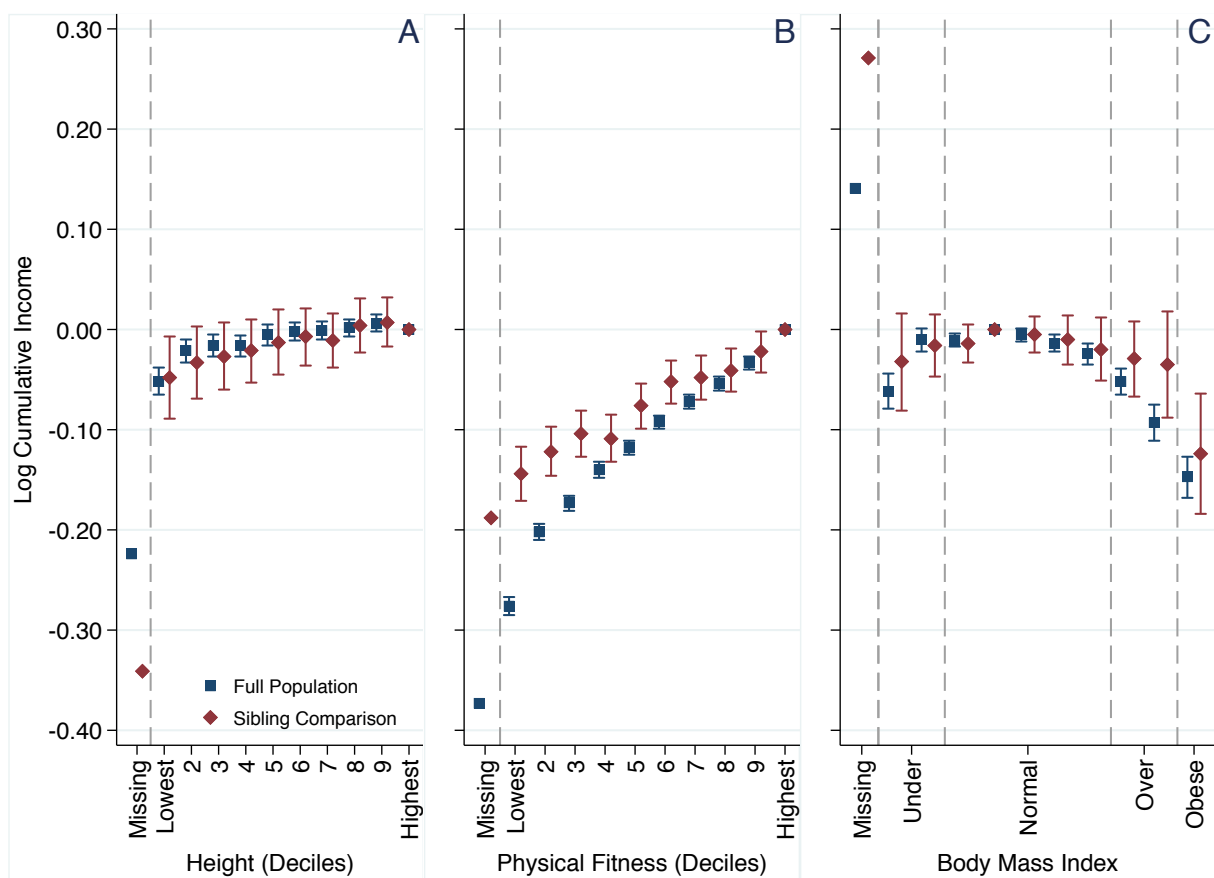 A
B
C
Log Cumulative Income
0.30
0.20
0.10
0.00
-0.10
-0.20
-0.30
-0.40
Full Population
Sibling Comparison
Missing
Lowest
2
3
4
5
6
7
8
9
Highest
Height (Deciles)
Missing
Lowest
2
3
4
5
6
7
8
9
Highest
Physical Fitness (Deciles)
Missing
Under
Normal
Over
Obese
Body Mass Index